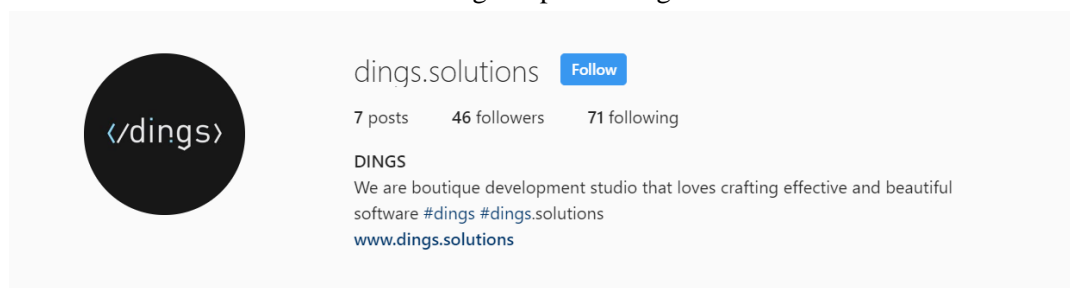 </dings>
dings.solutions Follow
7 posts 46 followers 71 following
DINGS
We are boutique development studio that loves crafting effective and beautiful
software #dings #dings.solutions
www.dings.solutions